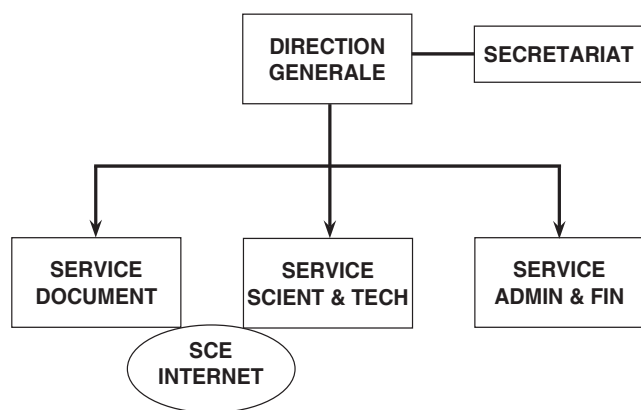 DIRECTION
GENERALE
SECRETARIAT
SERVICE
DOCUMENT
SERVICE
SCIENT & TECH
SERVICE
ADMIN & FIN
SCE
INTERNET